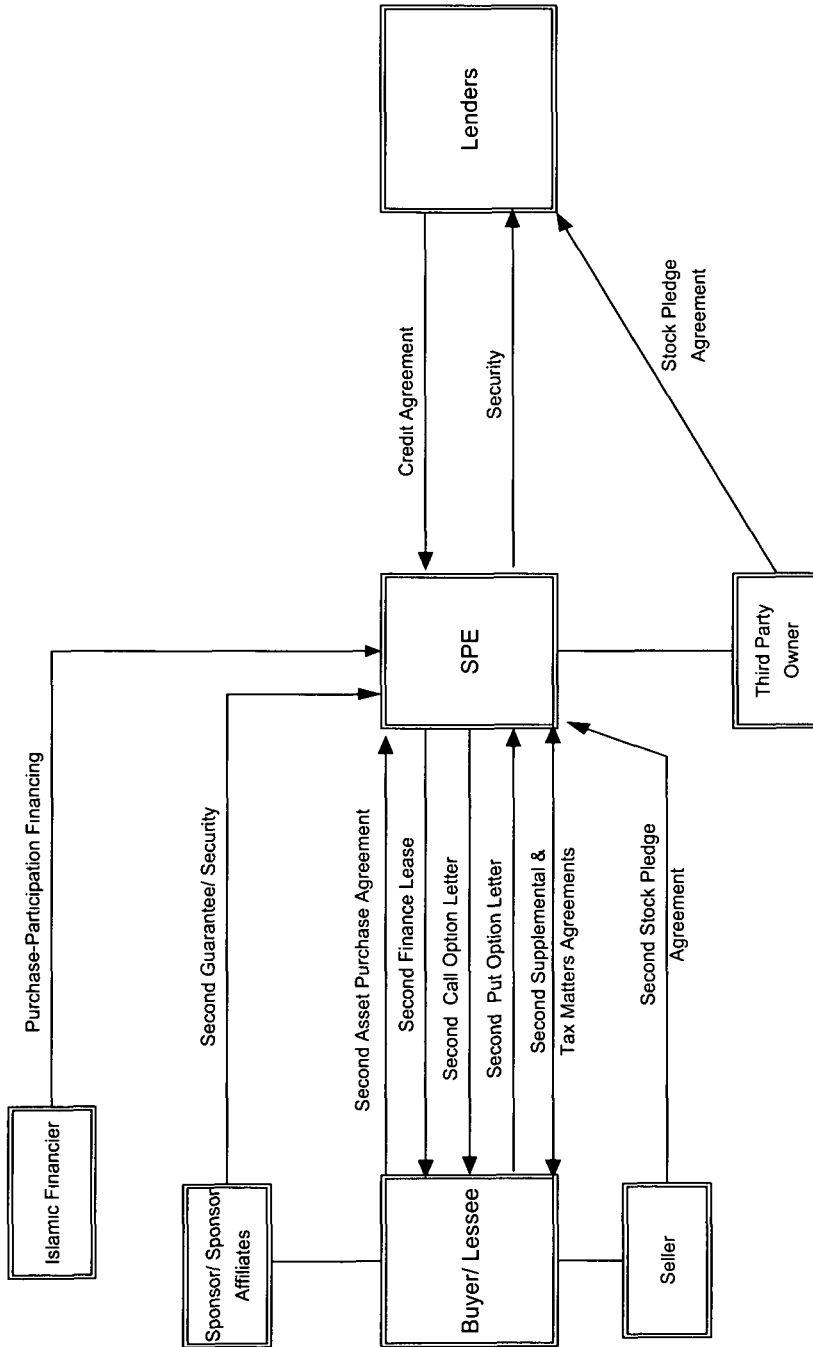 Islamic Financier
Purchase-Participation Financing
Sponsor/ Sponsor
Affiliates
Second Guarantee/ Security
Buyer/ Lessee
Second Asset Purchase Agreement
Second Finance Lease
Second Call Option Letter
Second Put Option Letter
Second Supplemental &
Tax Matters Agreements
SPE
Credit Agreement
Security
Lenders
Seller
Second Stock Pledge
Agreement
Third Party
Owner
Stock Pledge
Agreement